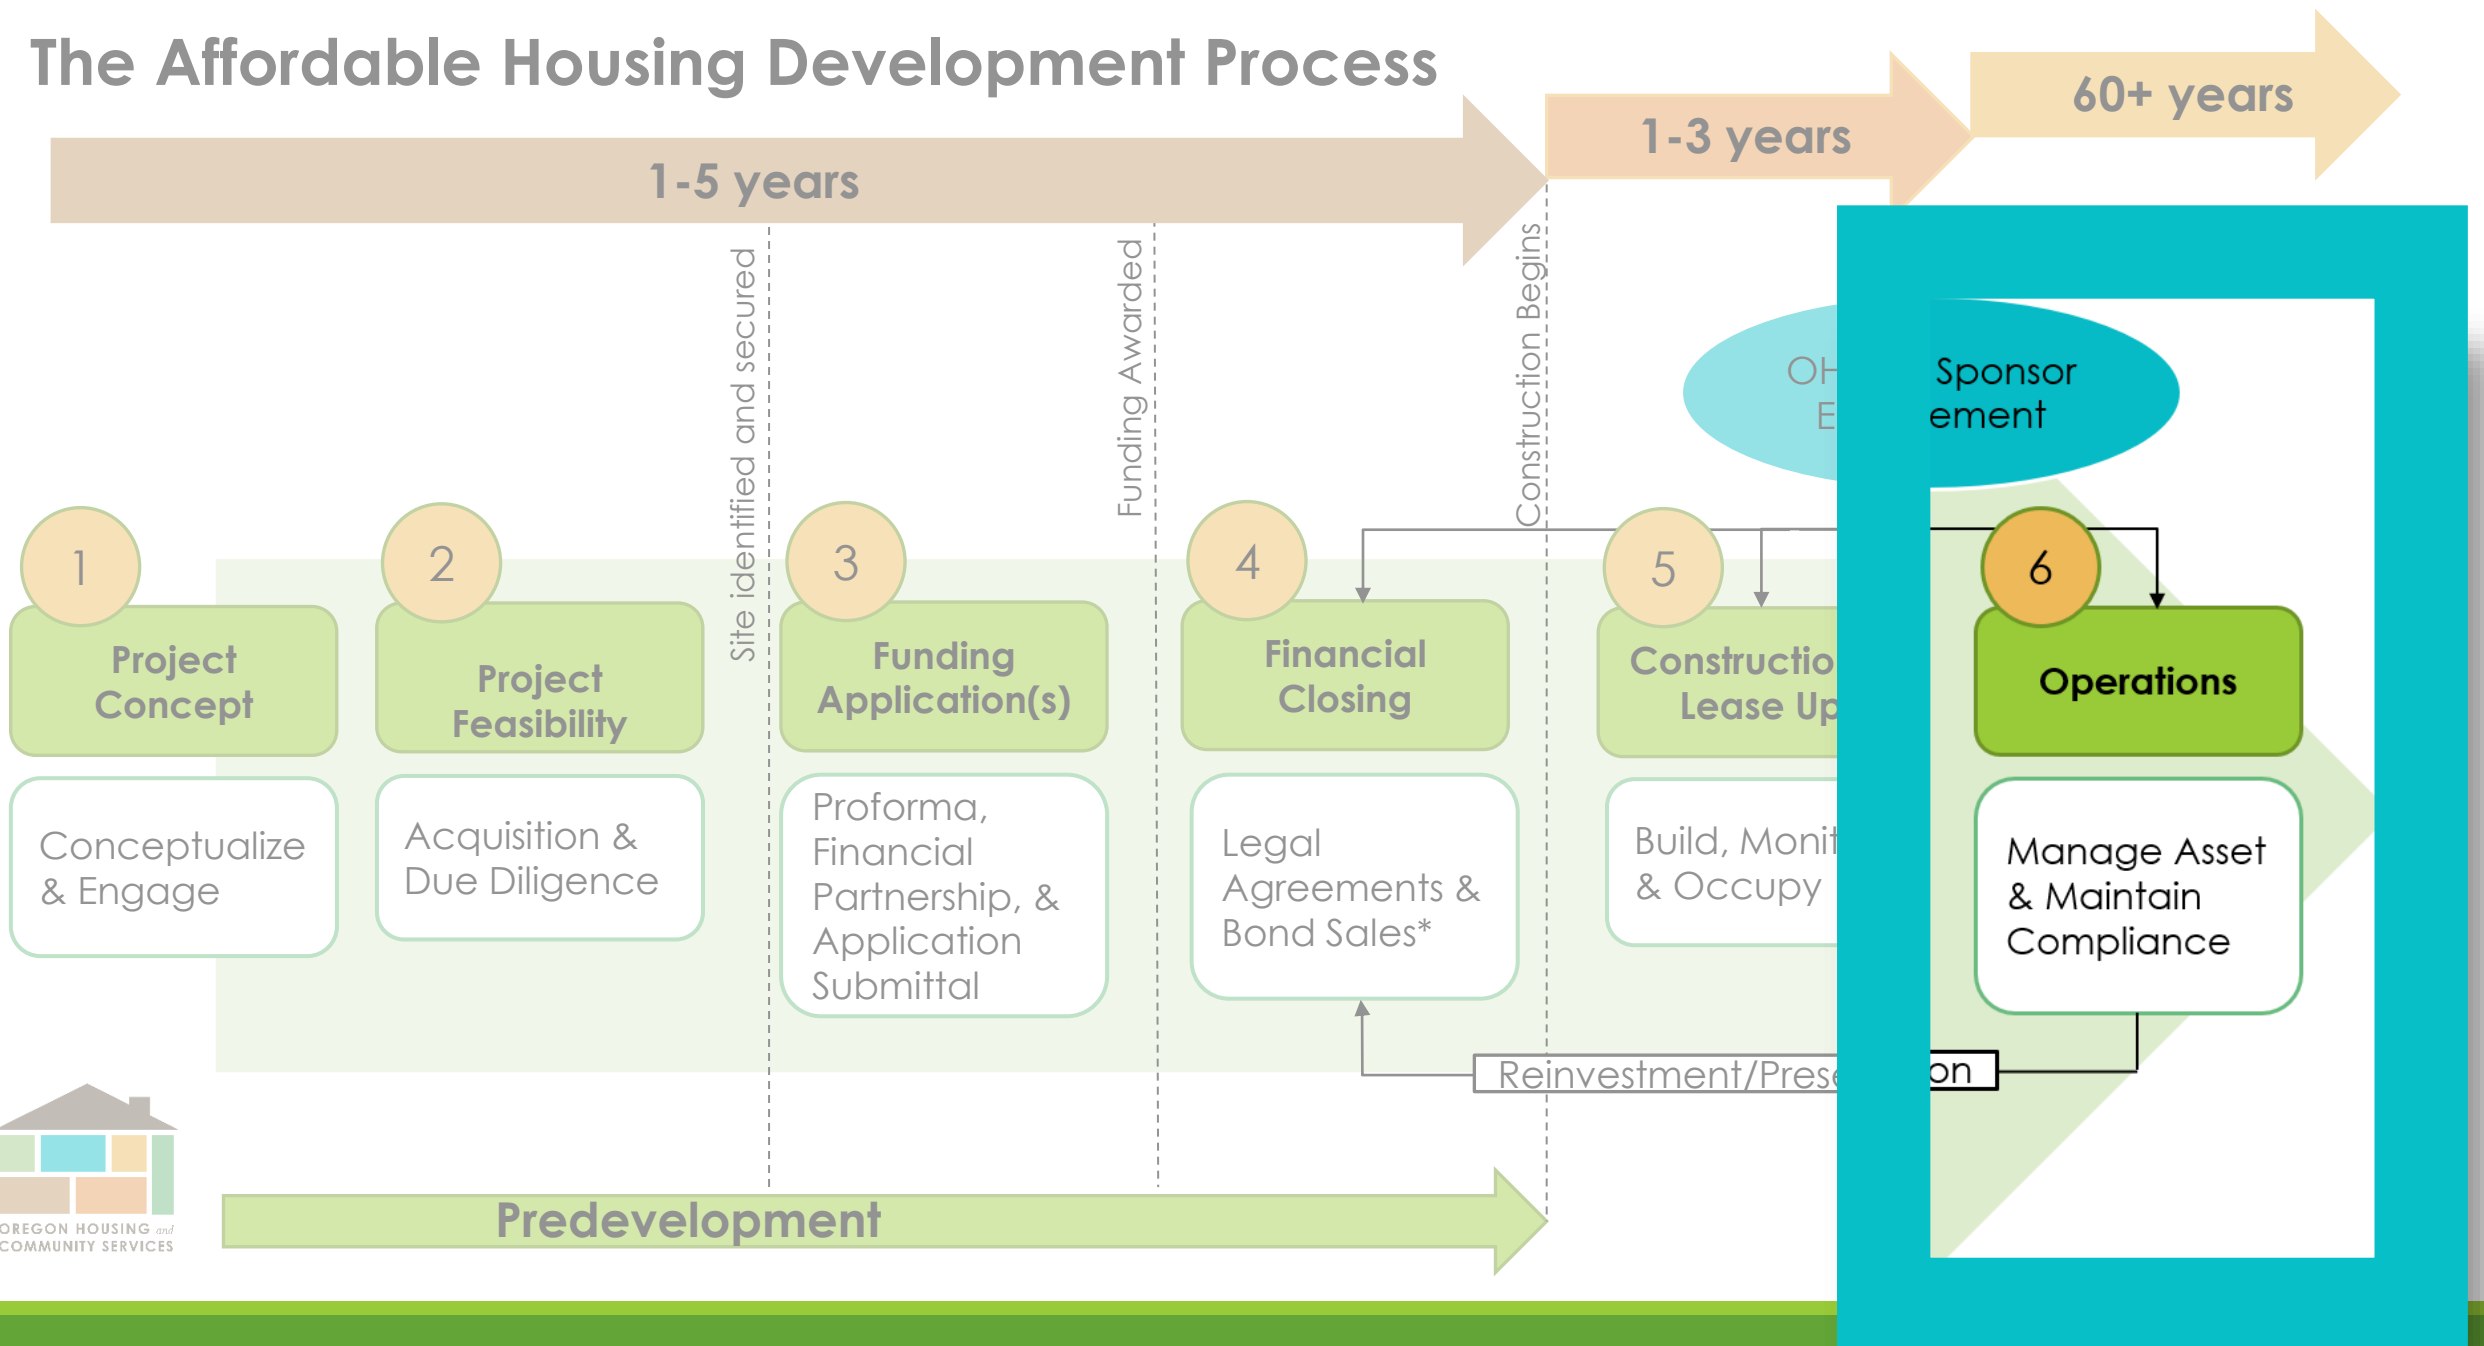 The Affordable Housing Development Process
60+ years
1-3 years
1-5 years
Site identified and secured
Funding Awarded
Construction Begins
Sponsor
1
2
3
4
5
6
Project
Concept
Project
Feasibility
Funding
Application(s)
Financial
Closing
Lease Up
Operations
Conceptualize
& Engage
Acquisition &
Due Diligence
Proforma,
Financial
Partnership, &
Application
Submittal
Legal
Agreements &
Bond Sales*
Build,
& Occupy
Manage Asset
& Maintain
Compliance
Predevelopment
OREGON HOUSING and
COMMUNITY SERVICES